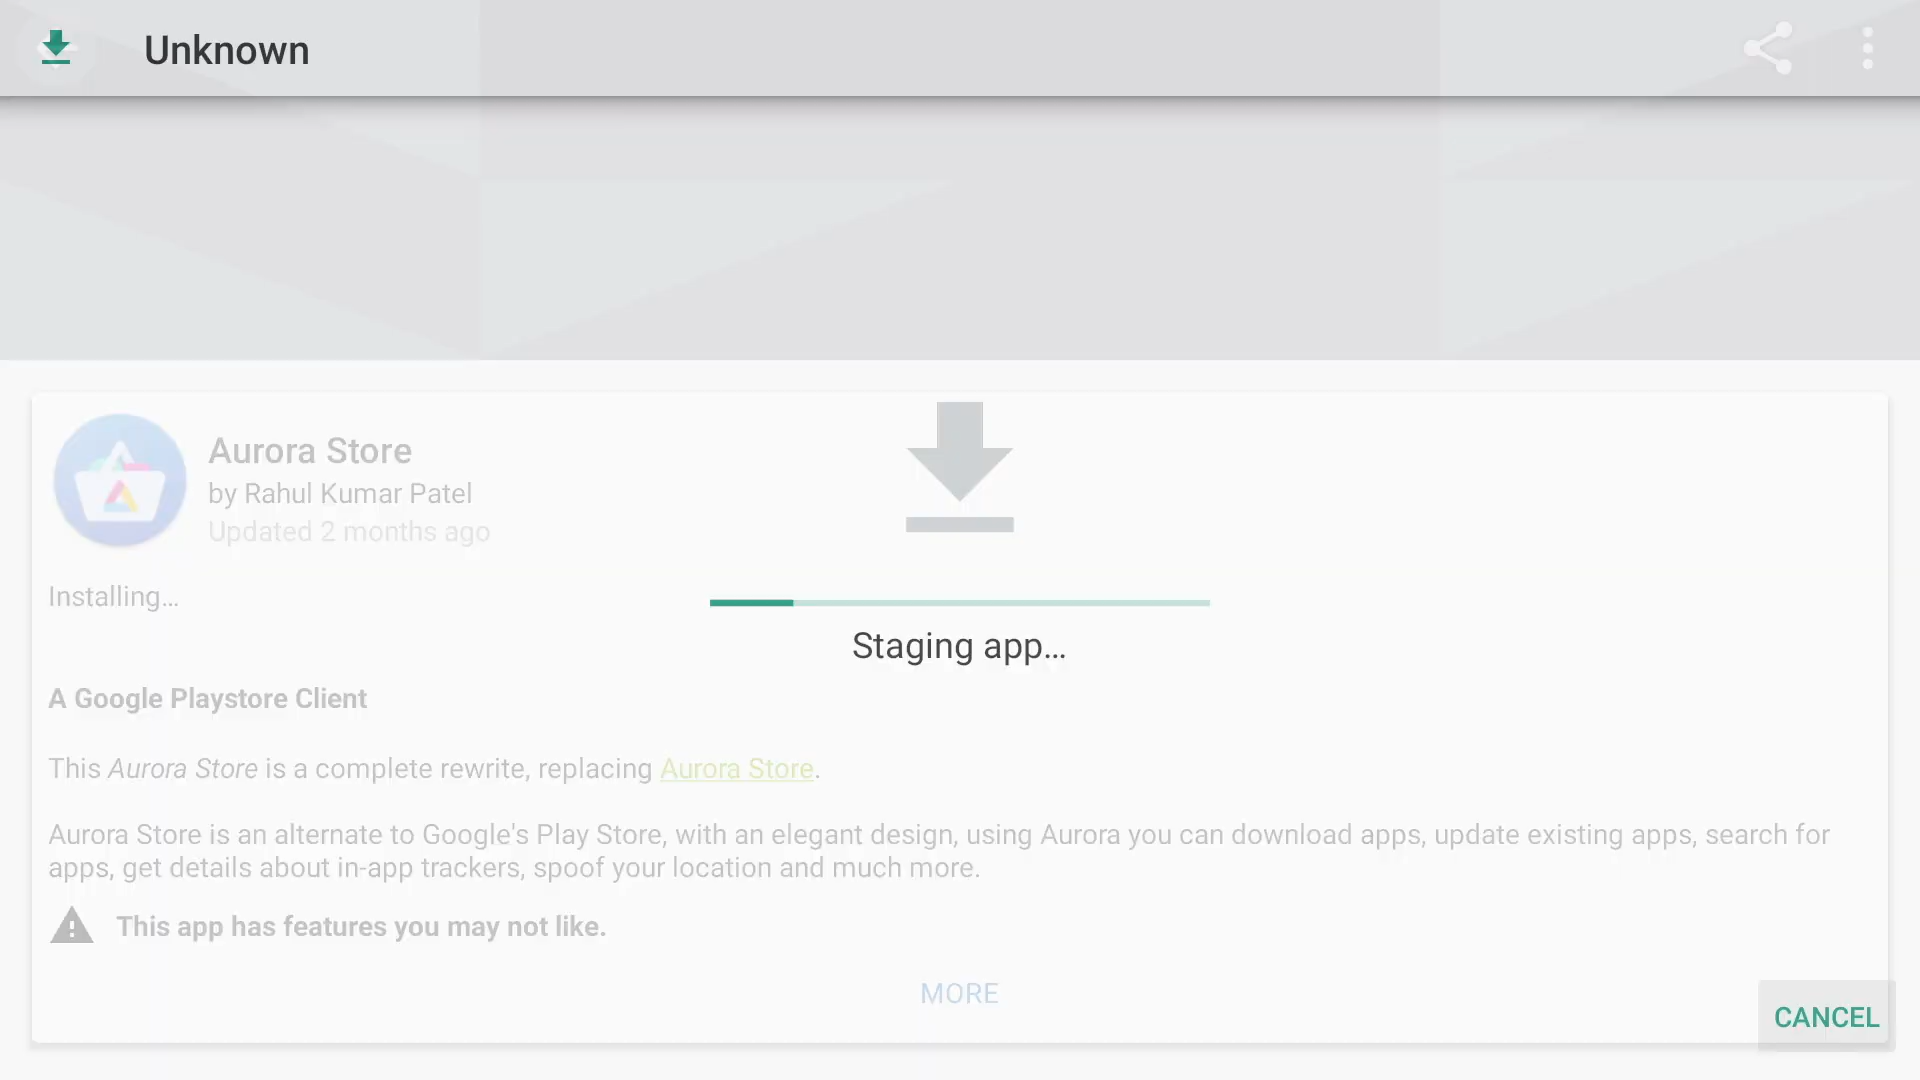 Unknown
Aurora Store
by Rahul Kumar Patel
Updated 2 months ago
Installing…
Staging app…
A Google Playstore Client
This Aurora Store is a complete rewrite, replacing Aurora Store.
Aurora Store is an alternate to Google's Play Store, with an elegant design, using Aurora you can download apps, update existing apps, search for
apps, get details about in-app trackers, spoof your location and much more.
This app has features you may not like.
MORE
CANCEL